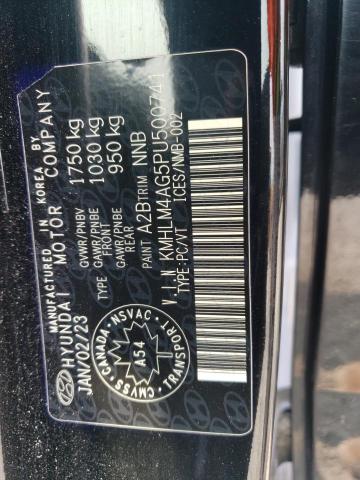 MANUFACTURED IN KOREA BY
HYUNDAI MOTOR COMPANY
JAN/02/23
GVWR/PNBV 1750 kg
TYPE GAWR/PNBE FRONT 1030 kg
GAWR/PNBE REAR 950 kg
PAINT A2B TRIM NNB
V.I.N KMHLM4AG5PU500741
TYPE:PC/VT ICES/NMB-002
CANADA · NSVAC
A54
CMVSS TRANSPORT